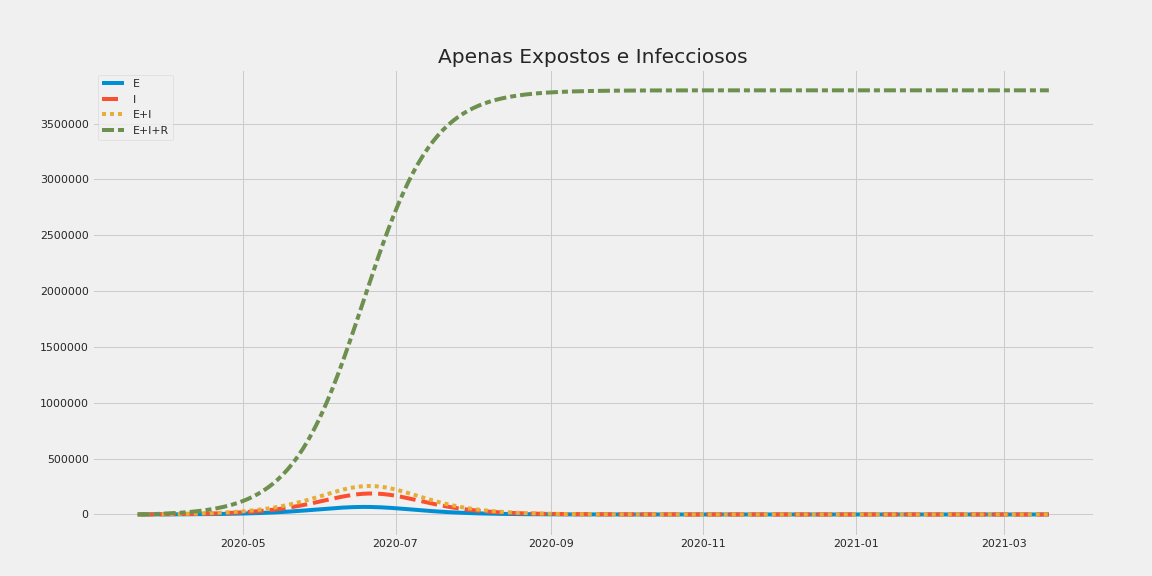 Apenas Expostos e Infecciosos
E
I
E+I
E+I+R
3500000
3000000
2500000
2000000
1500000
1000000
500000
0
2020-05 2020-07 2020-09 2020-11 2021-01 2021-03